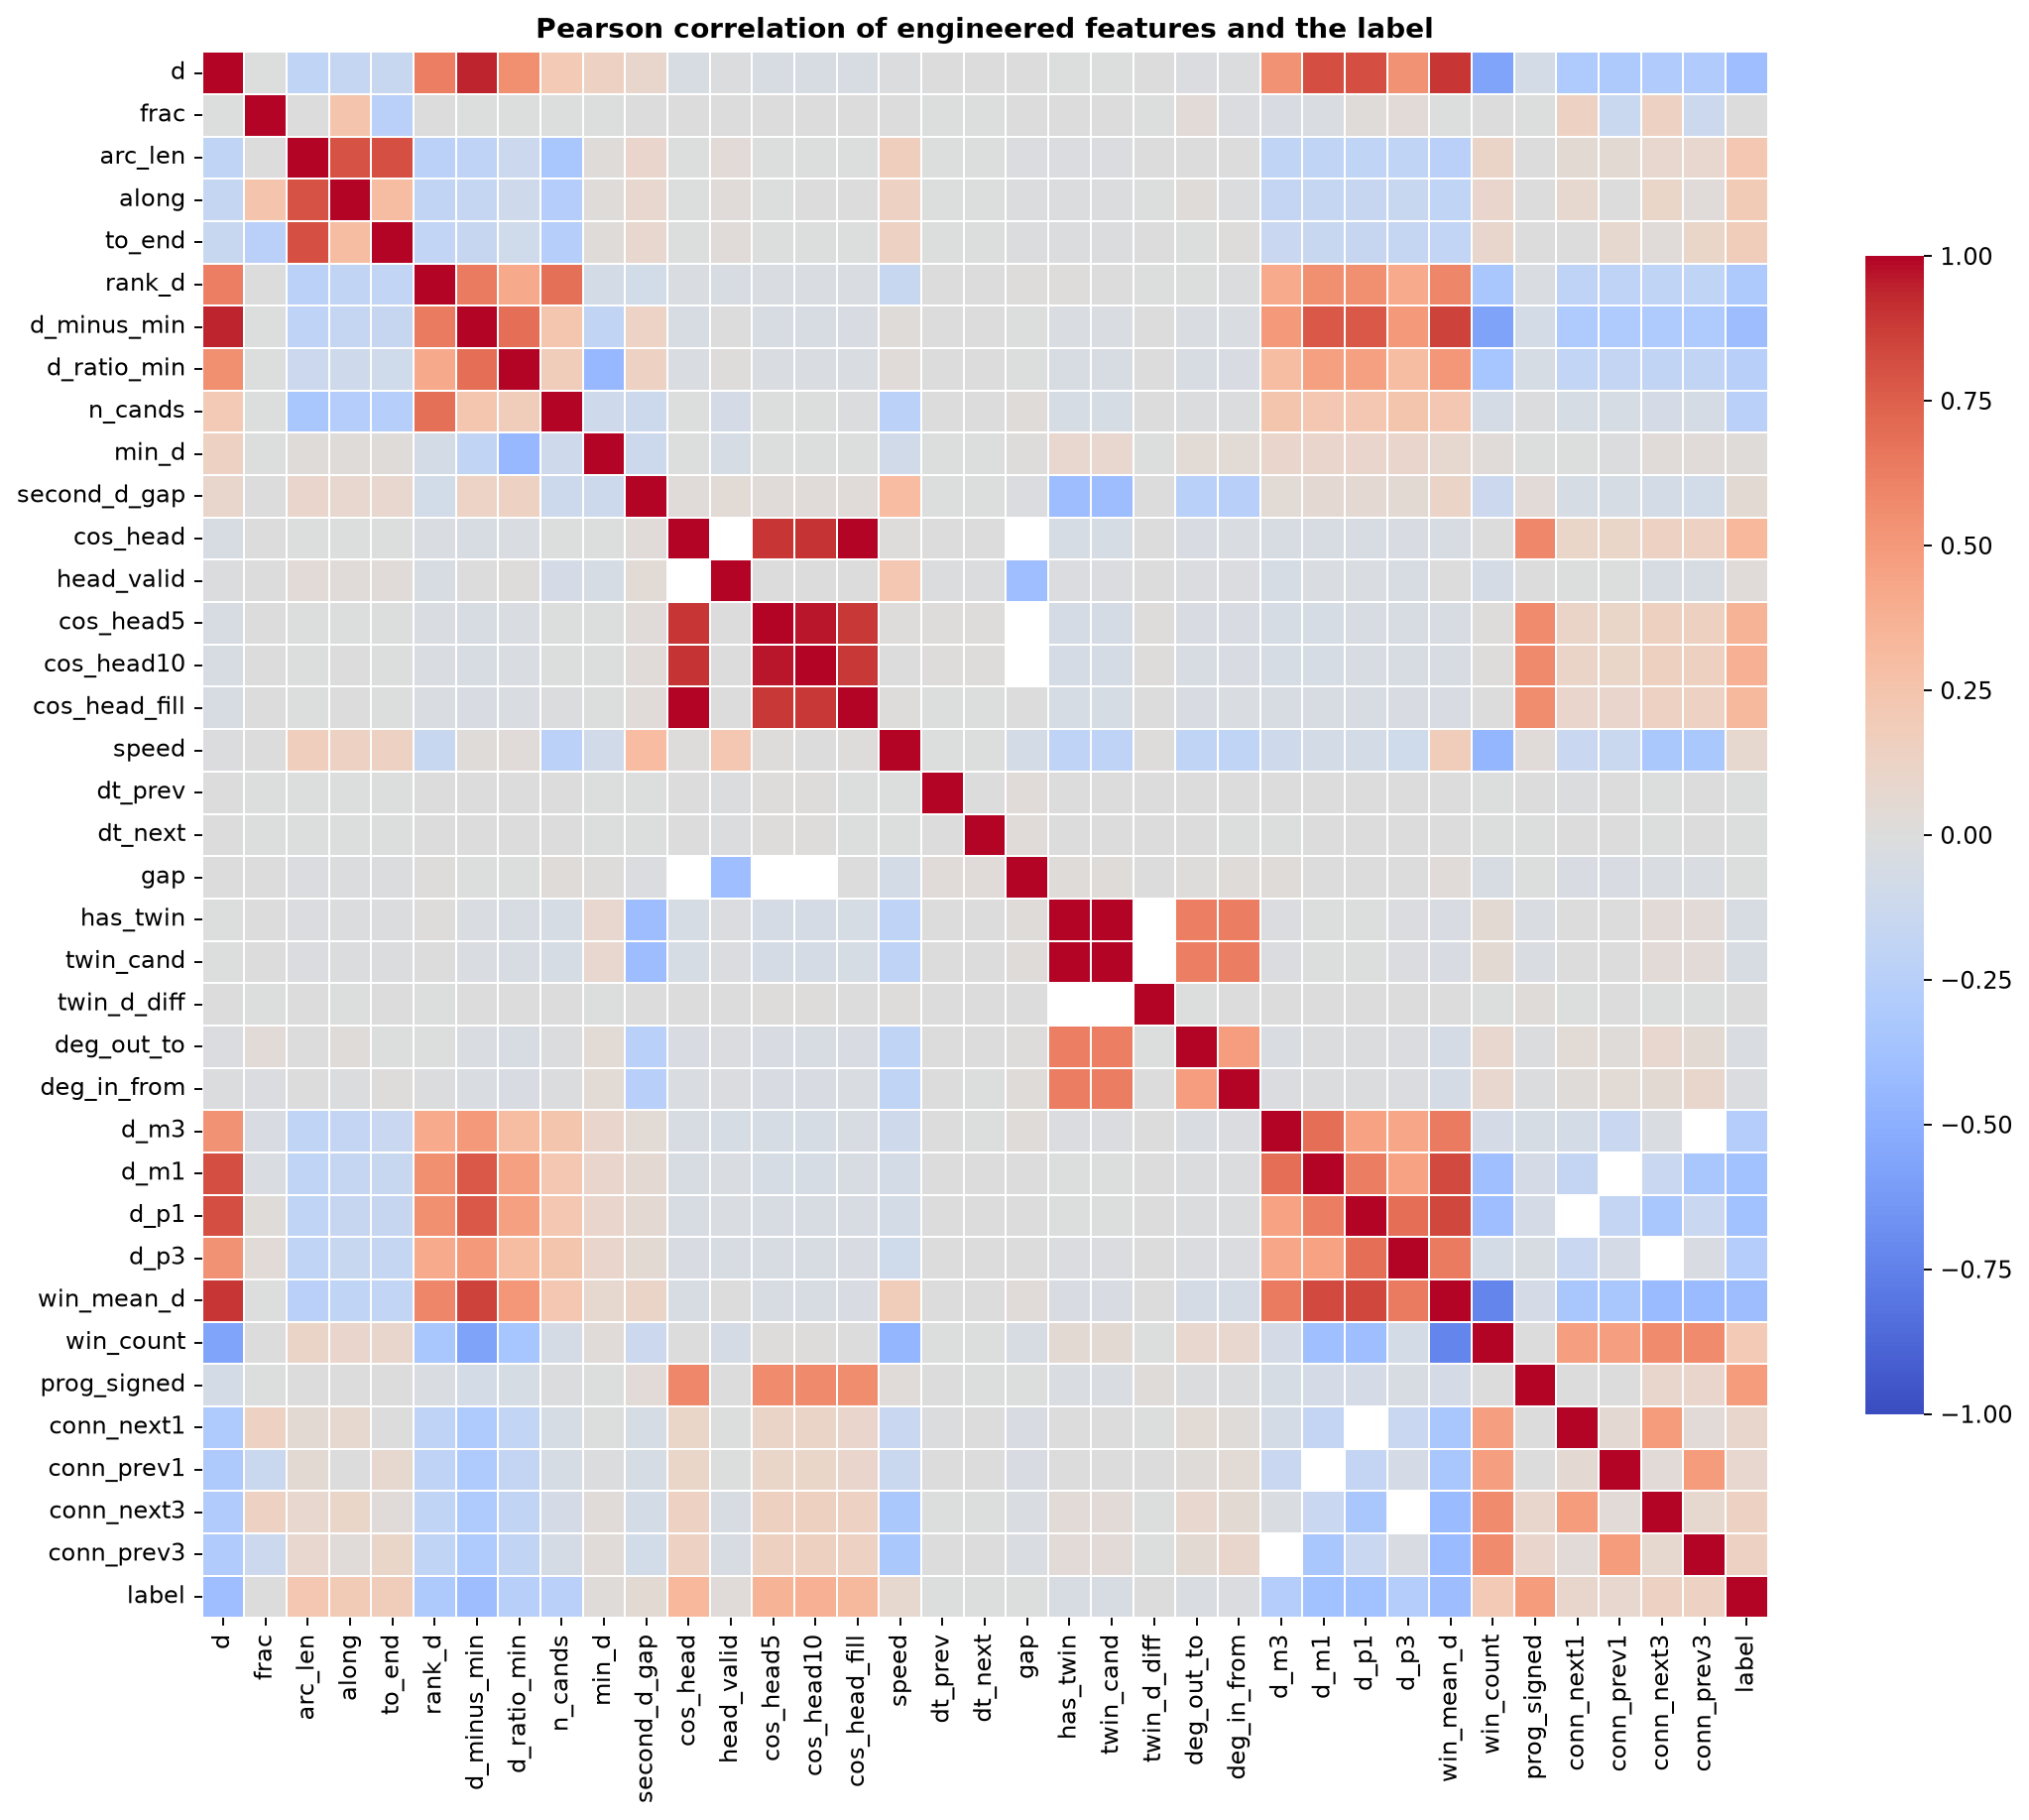 Pearson correlation of engineered features and the label
d
frac
arc_len
along
to_end
rank_d
d_minus_min
d_ratio_min
n_cands
min_d
second_d_gap
cos_head
head_valid
cos_head5
cos_head10
cos_head_fill
speed
dt_prev
dt_next
gap
has_twin
twin_cand
twin_d_diff
deg_out_to
deg_in_from
d_m3
d_m1
d_p1
d_p3
win_mean_d
win_count
prog_signed
conn_next1
conn_prev1
conn_next3
conn_prev3
label
d
frac
arc_len
along
to_end
rank_d
d_minus_min
d_ratio_min
n_cands
min_d
second_d_gap
cos_head
head_valid
cos_head5
cos_head10
cos_head_fill
speed
dt_prev
dt_next
gap
has_twin
twin_cand
twin_d_diff
deg_out_to
deg_in_from
d_m3
d_m1
d_p1
d_p3
win_mean_d
win_count
prog_signed
conn_next1
conn_prev1
conn_next3
conn_prev3
label
1.00
0.75
0.50
0.25
0.00
−0.25
−0.50
−0.75
−1.00